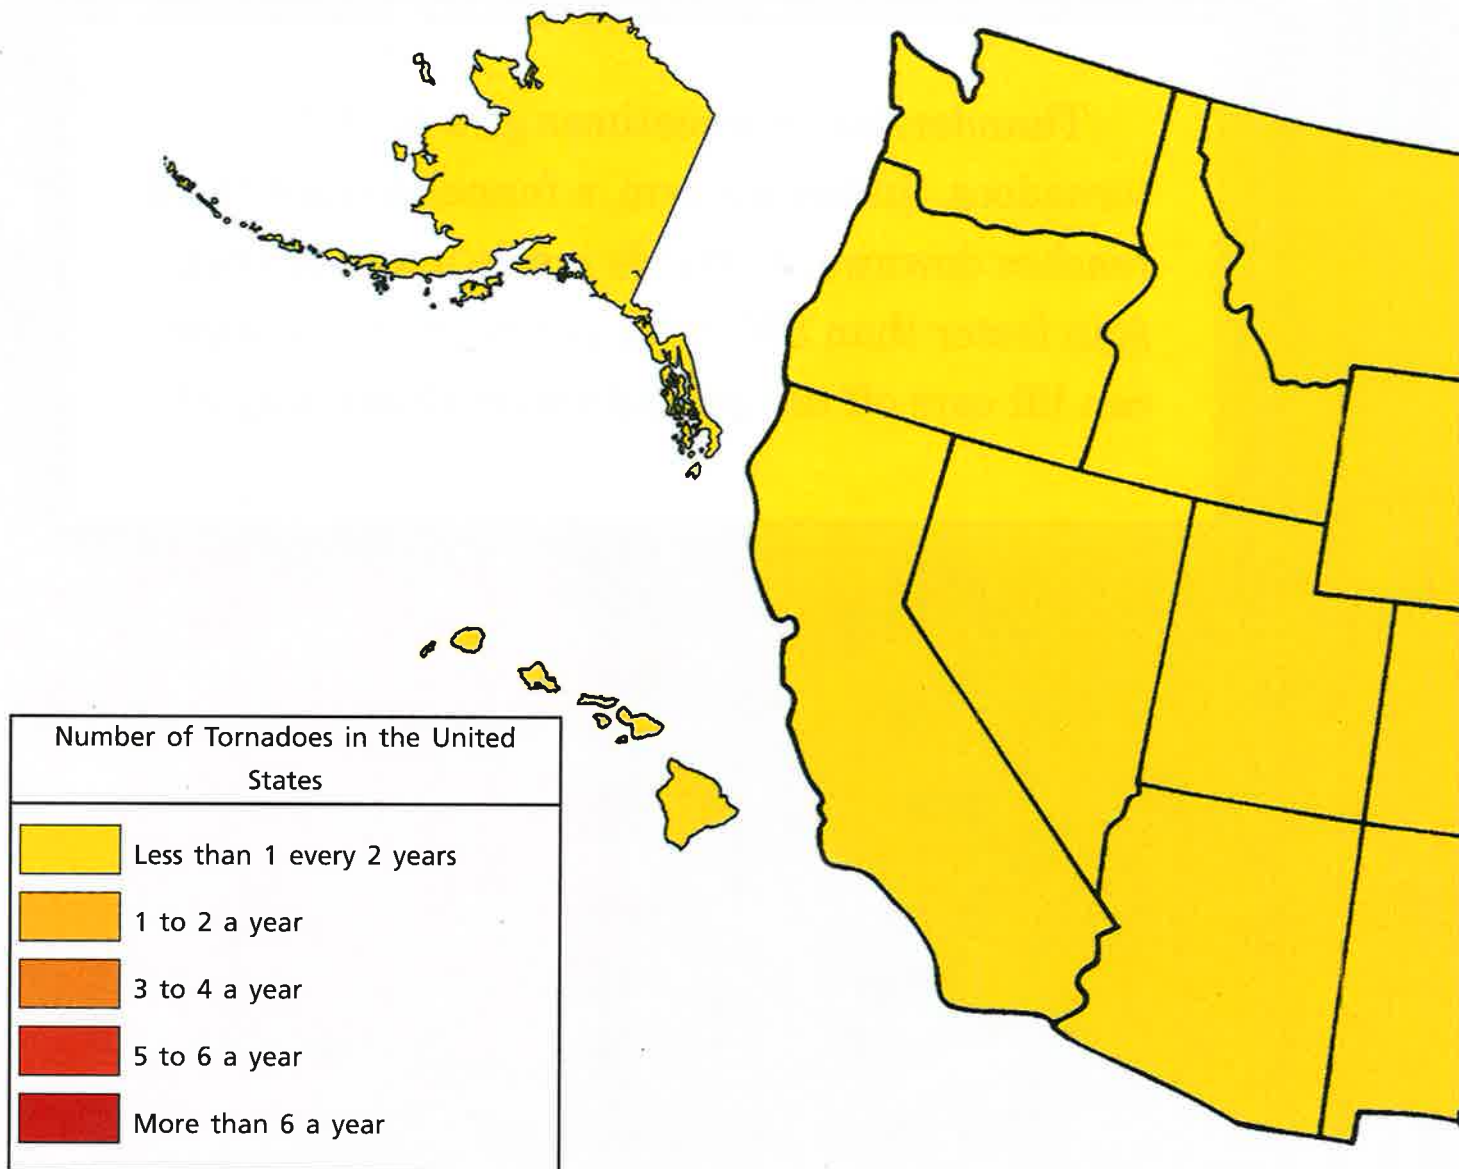 Number of Tornadoes in the United
States
Less than 1 every 2 years
1 to 2 a year
3 to 4 a year
5 to 6 a year
More than 6 a year